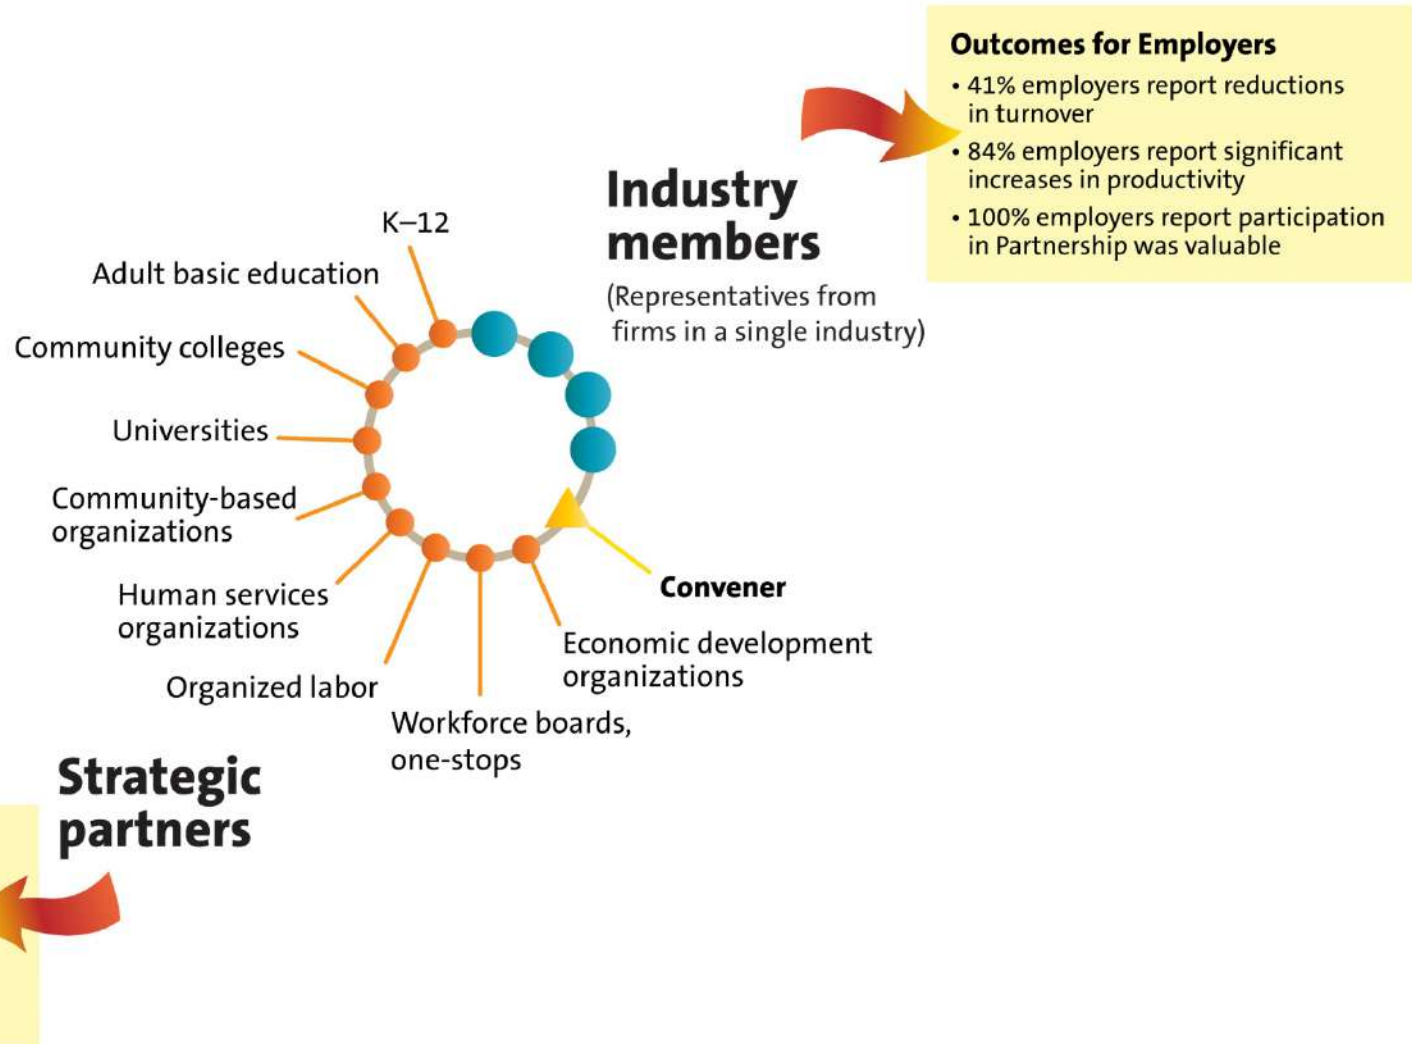 Outcomes for Employers
• 41% employers report reductions
in turnover
• 84% employers report significant
increases in productivity
• 100% employers report participation
in Partnership was valuable
Industry
members
(Representatives from
firms in a single industry)
K–12
Adult basic education
Community colleges
Universities
Community-based
organizations
Human services
organizations
Organized labor
Workforce boards,
one-stops
Economic development
organizations
Convener
Strategic
partners